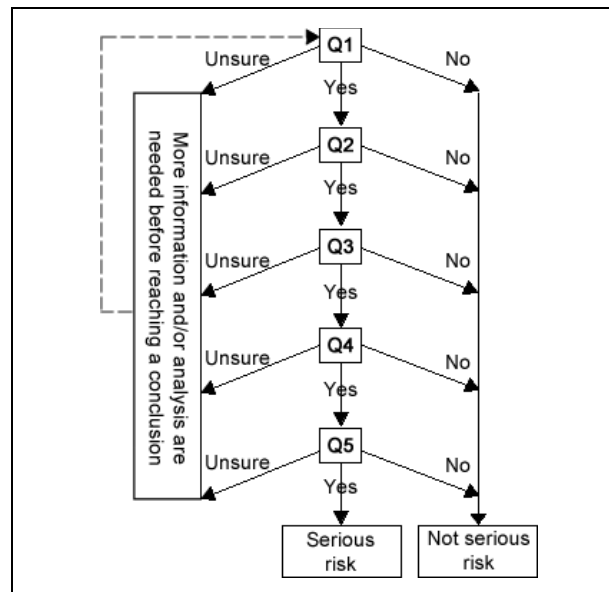 Q1
Unsure
No
Yes
Q2
Unsure
No
Yes
Q3
Unsure
No
Yes
Q4
Unsure
No
Yes
Q5
Unsure
No
Yes
More information and/or analysis are
needed before reaching a conclusion
Serious
risk
Not serious
risk